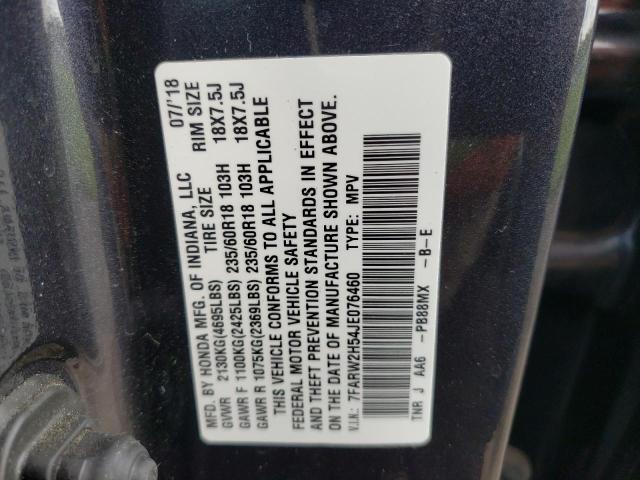 MFD. BY HONDA MFG. OF INDIANA, LLC 07/'18
GVWR 2130KG(4695LBS) TIRE SIZE RIM SIZE
GAWR F 1100KG(2425LBS) 235/60R18 103H 18X7.5J
GAWR R 1075KG(2369LBS) 235/60R18 103H 18X7.5J
THIS VEHICLE CONFORMS TO ALL APPLICABLE
FEDERAL MOTOR VEHICLE SAFETY
AND THEFT PREVENTION STANDARDS IN EFFECT
ON THE DATE OF MANUFACTURE SHOWN ABOVE.
V.I.N.: 7FARW2H54JE076460 TYPE: MPV
TNR J AA6 -PB88MX -B-E